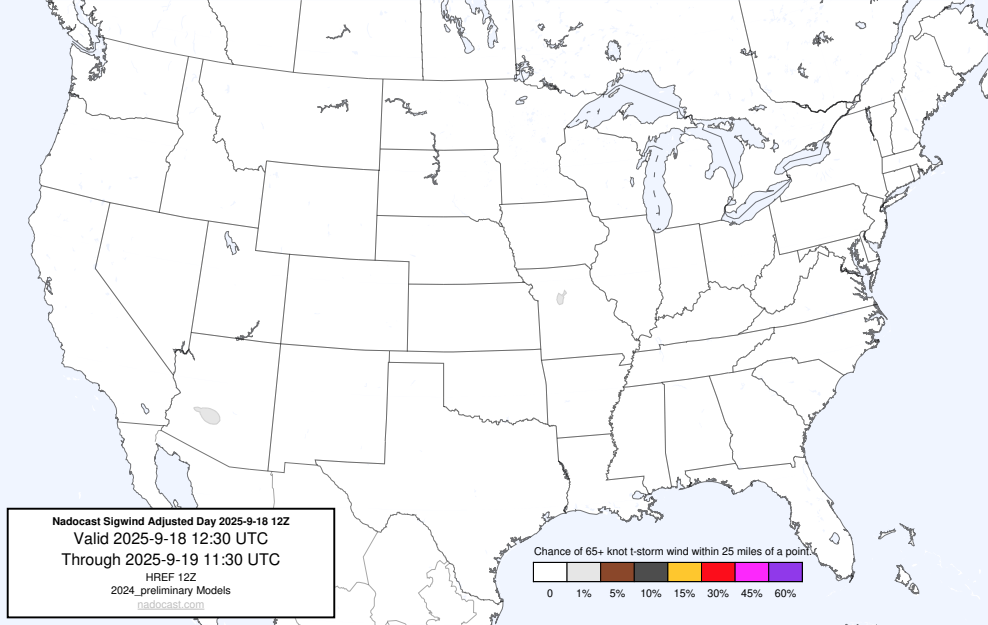 Nadocast Sigwind Adjusted Day 2025-9-18 12Z
Valid 2025-9-18 12:30 UTC
Through 2025-9-19 11:30 UTC
HREF 12Z
2024_preliminary Models
nadocast.com
Chance of 65+ knot t-storm wind within 25 miles of a point.
0 1% 5% 10% 15% 30% 45% 60%